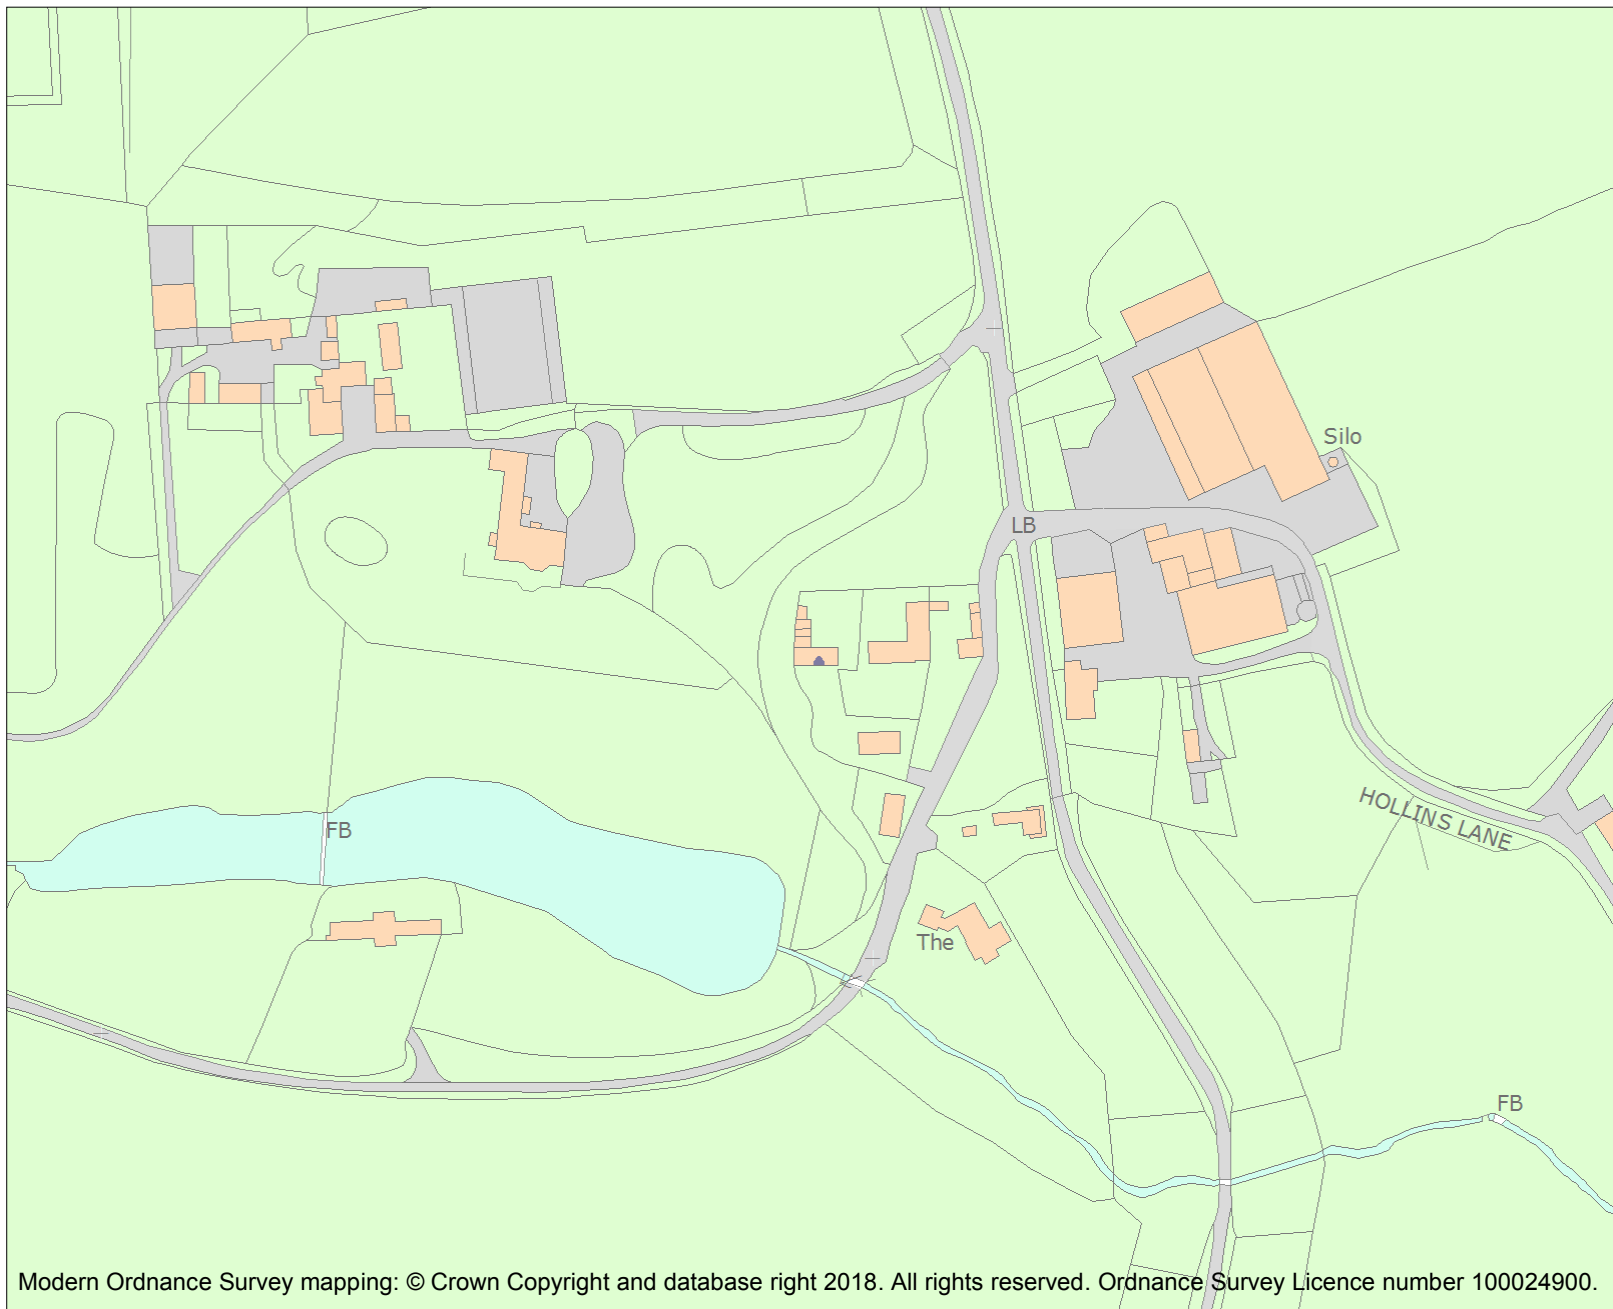 Silo
LB
HOLLINS LANE
FB
The
FB
Modern Ordnance Survey mapping: © Crown Copyright and database right 2018. All rights reserved. Ordnance Survey Licence number 100024900.